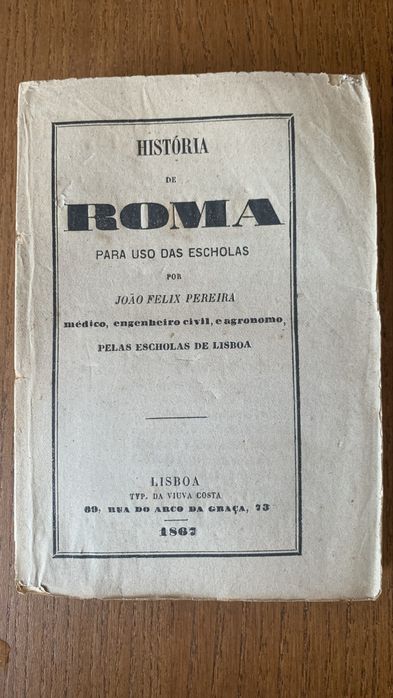 HISTÓRIA
DE
ROMA
PARA USO DAS ESCHOLAS
POR
JOÃO FELIX PEREIRA
médico, engenheiro civil, e agronomo,
PELAS ESCHOLAS DE LISBOA
LISBOA
TYP. DA VIUVA COSTA
69, RUA DO ARCO DA GRAÇA, 73
1867